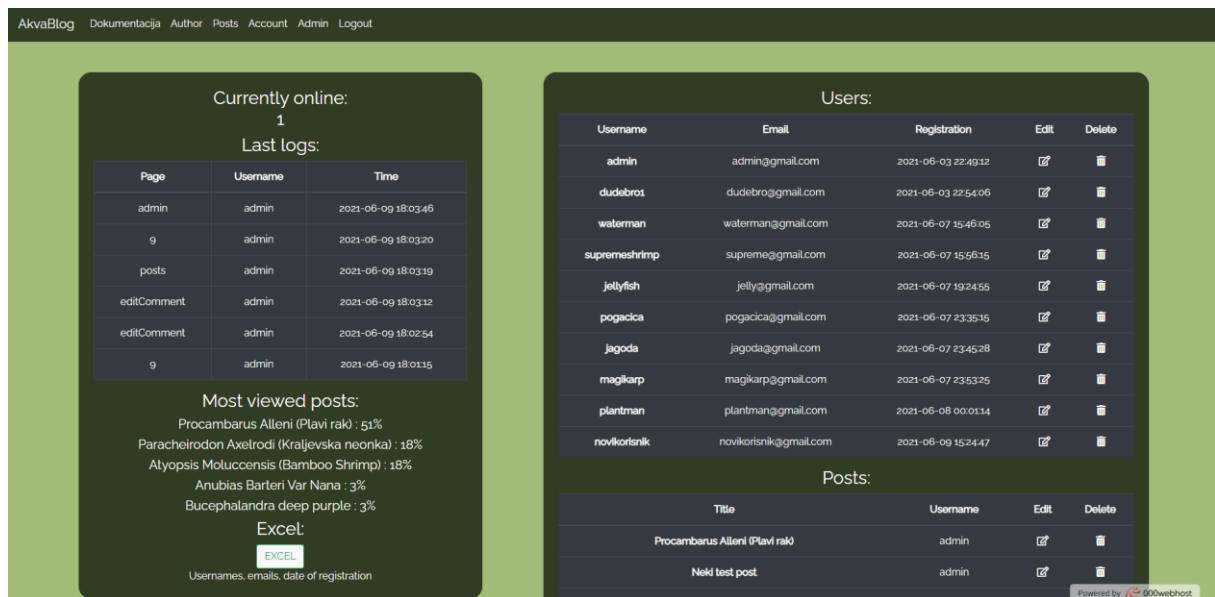 AkvaBlog Dokumentacija Author Posts Account Admin Logout
Currently online:
1
Last logs:
Page Username Time
admin admin 2021-06-09 18:03:46
9 admin 2021-06-09 18:03:20
posts admin 2021-06-09 18:03:19
editComment admin 2021-06-09 18:03:12
editComment admin 2021-06-09 18:02:54
9 admin 2021-06-09 18:01:15
Most viewed posts:
Procambarus Alleni (Plavi rak) : 51%
Paracheirodon Axelrodi (Kraljevska neonka) : 18%
Atyopsis Moluccensis (Bamboo Shrimp) : 18%
Anubias Barteri Var Nana : 3%
Bucephalandra deep purple : 3%
Excel:
EXCEL
Usernames, emails, date of registration
Users:
Username Email Registration Edit Delete
admin admin@gmail.com 2021-06-03 22:49:12
dudebro1 dudebro@gmail.com 2021-06-03 22:54:06
waterman waterman@gmail.com 2021-06-07 15:46:05
supremeshrimp supreme@gmail.com 2021-06-07 15:56:15
jellyfish jelly@gmail.com 2021-06-07 19:24:55
pogacica pogacica@gmail.com 2021-06-07 23:35:15
jagoda jagoda@gmail.com 2021-06-07 23:45:28
magikarp magikarp@gmail.com 2021-06-07 23:53:25
plantman plantman@gmail.com 2021-06-08 00:01:14
novikorisnik novikorisnik@gmail.com 2021-06-09 15:24:47
Posts:
Title Username Edit Delete
Procambarus Alleni (Plavi rak) admin
Neki test post admin
Powered by 000webhost